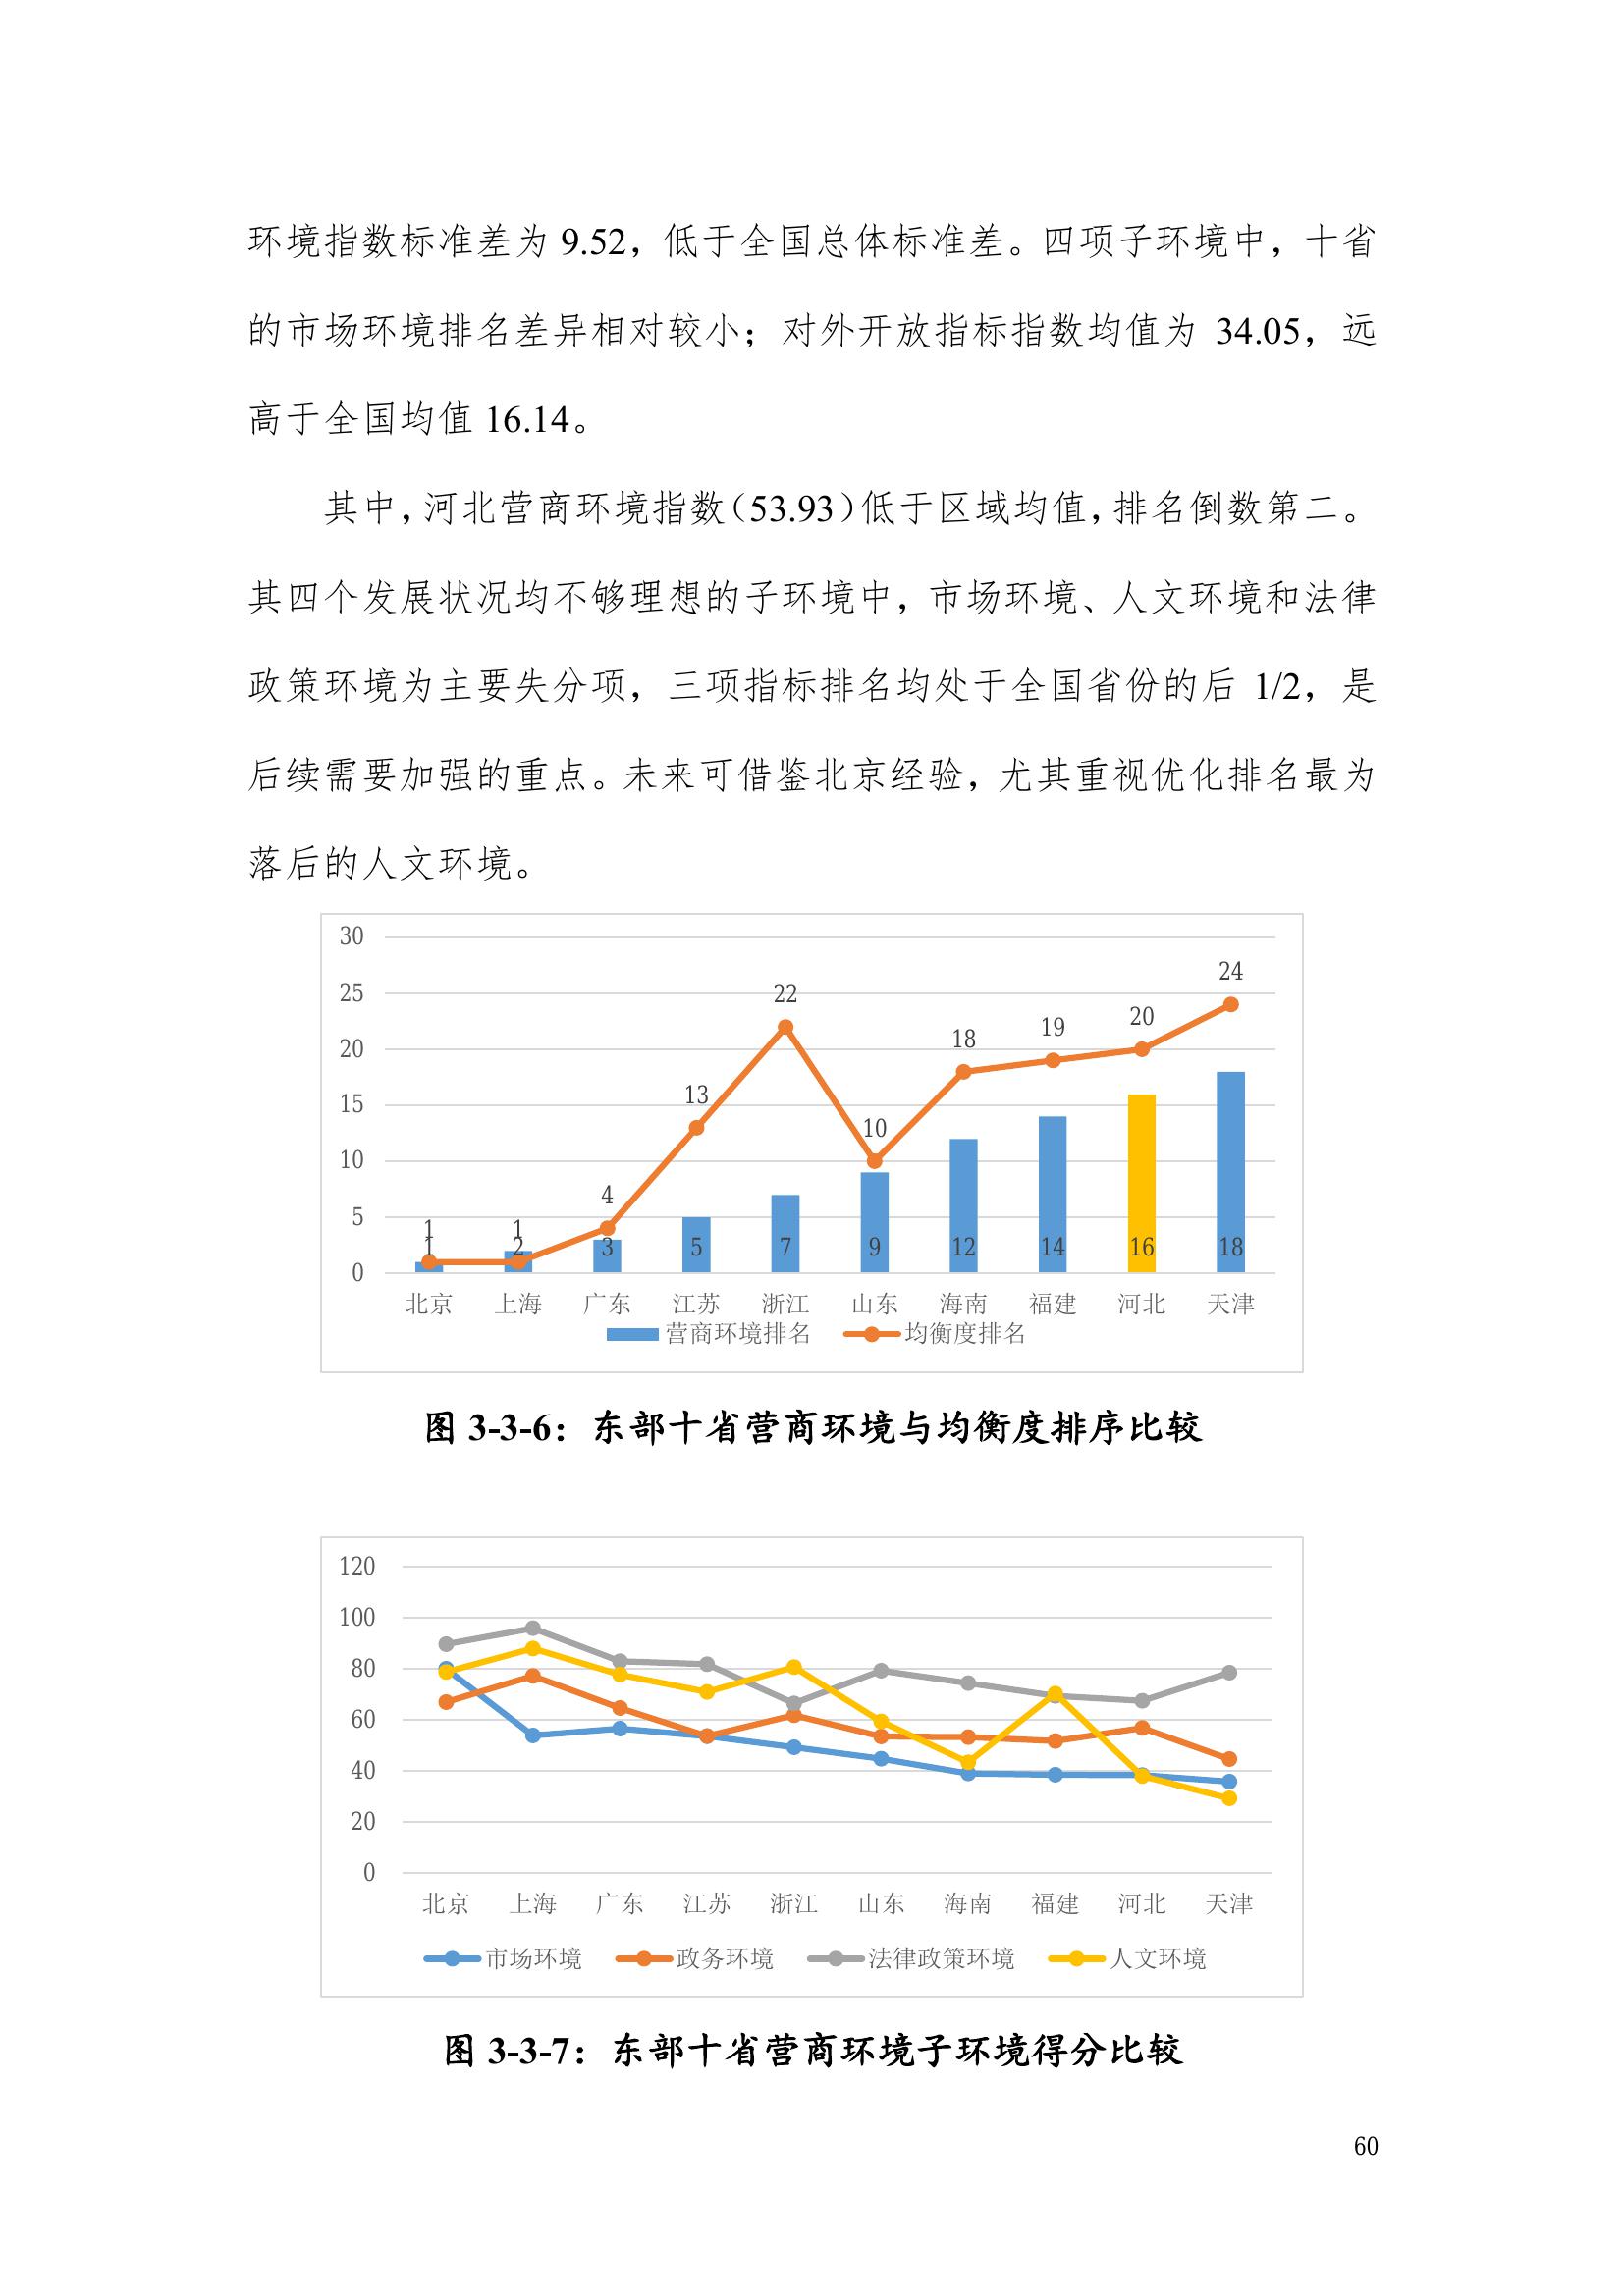 环境指数标准差为 9.52，低于全国总体标准差。四项子环境中，十省
的市场环境排名差异相对较小；对外开放指标指数均值为 34.05，远
高于全国均值 16.14。
其中，河北营商环境指数（53.93）低于区域均值，排名倒数第二。
其四个发展状况均不够理想的子环境中，市场环境、人文环境和法律
政策环境为主要失分项，三项指标排名均处于全国省份的后 1/2，是
后续需要加强的重点。未来可借鉴北京经验，尤其重视优化排名最为
落后的人文环境。
30
25
20
15
10
5
0
1 1 4 13 22 10 18 19 20 24
1 2 3 5 7 9 12 14 16 18
北京 上海 广东 江苏 浙江 山东 海南 福建 河北 天津
营商环境排名 均衡度排名
图 3-3-6：东部十省营商环境与均衡度排序比较
120
100
80
60
40
20
0
北京 上海 广东 江苏 浙江 山东 海南 福建 河北 天津
市场环境 政务环境 法律政策环境 人文环境
图 3-3-7：东部十省营商环境子环境得分比较
60